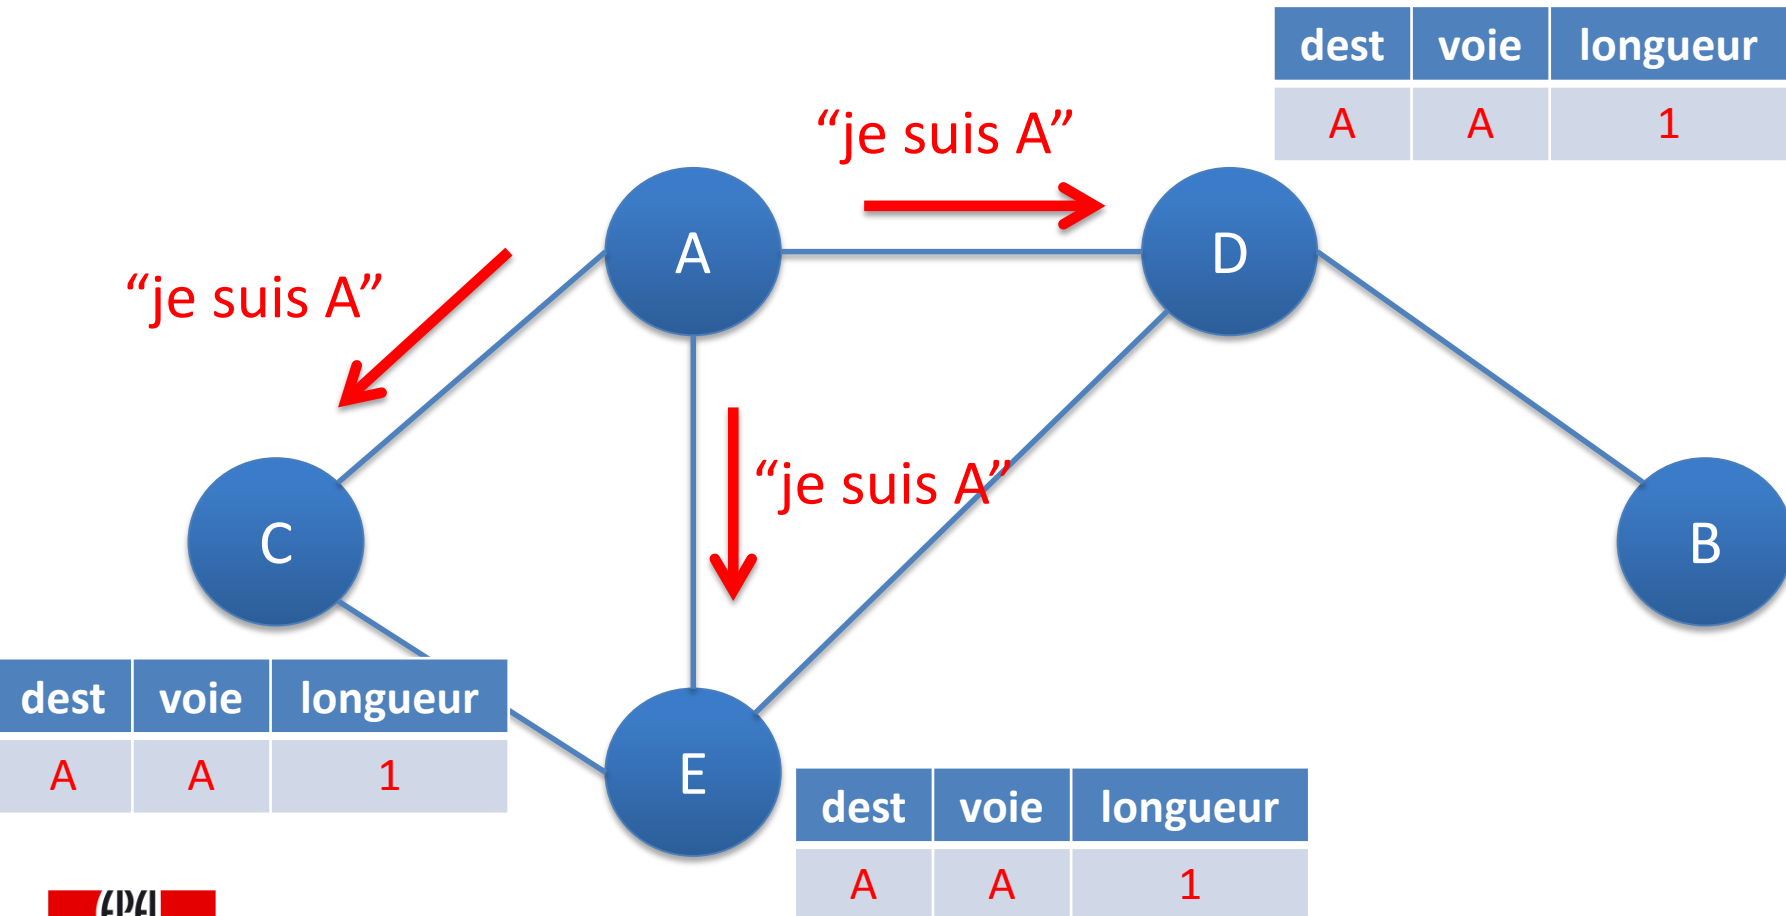 dest voie longueur
A A 1
“je suis A”
A
D
“je suis A”
“je suis A”
C
B
dest voie longueur
A A 1
E
dest voie longueur
A A 1